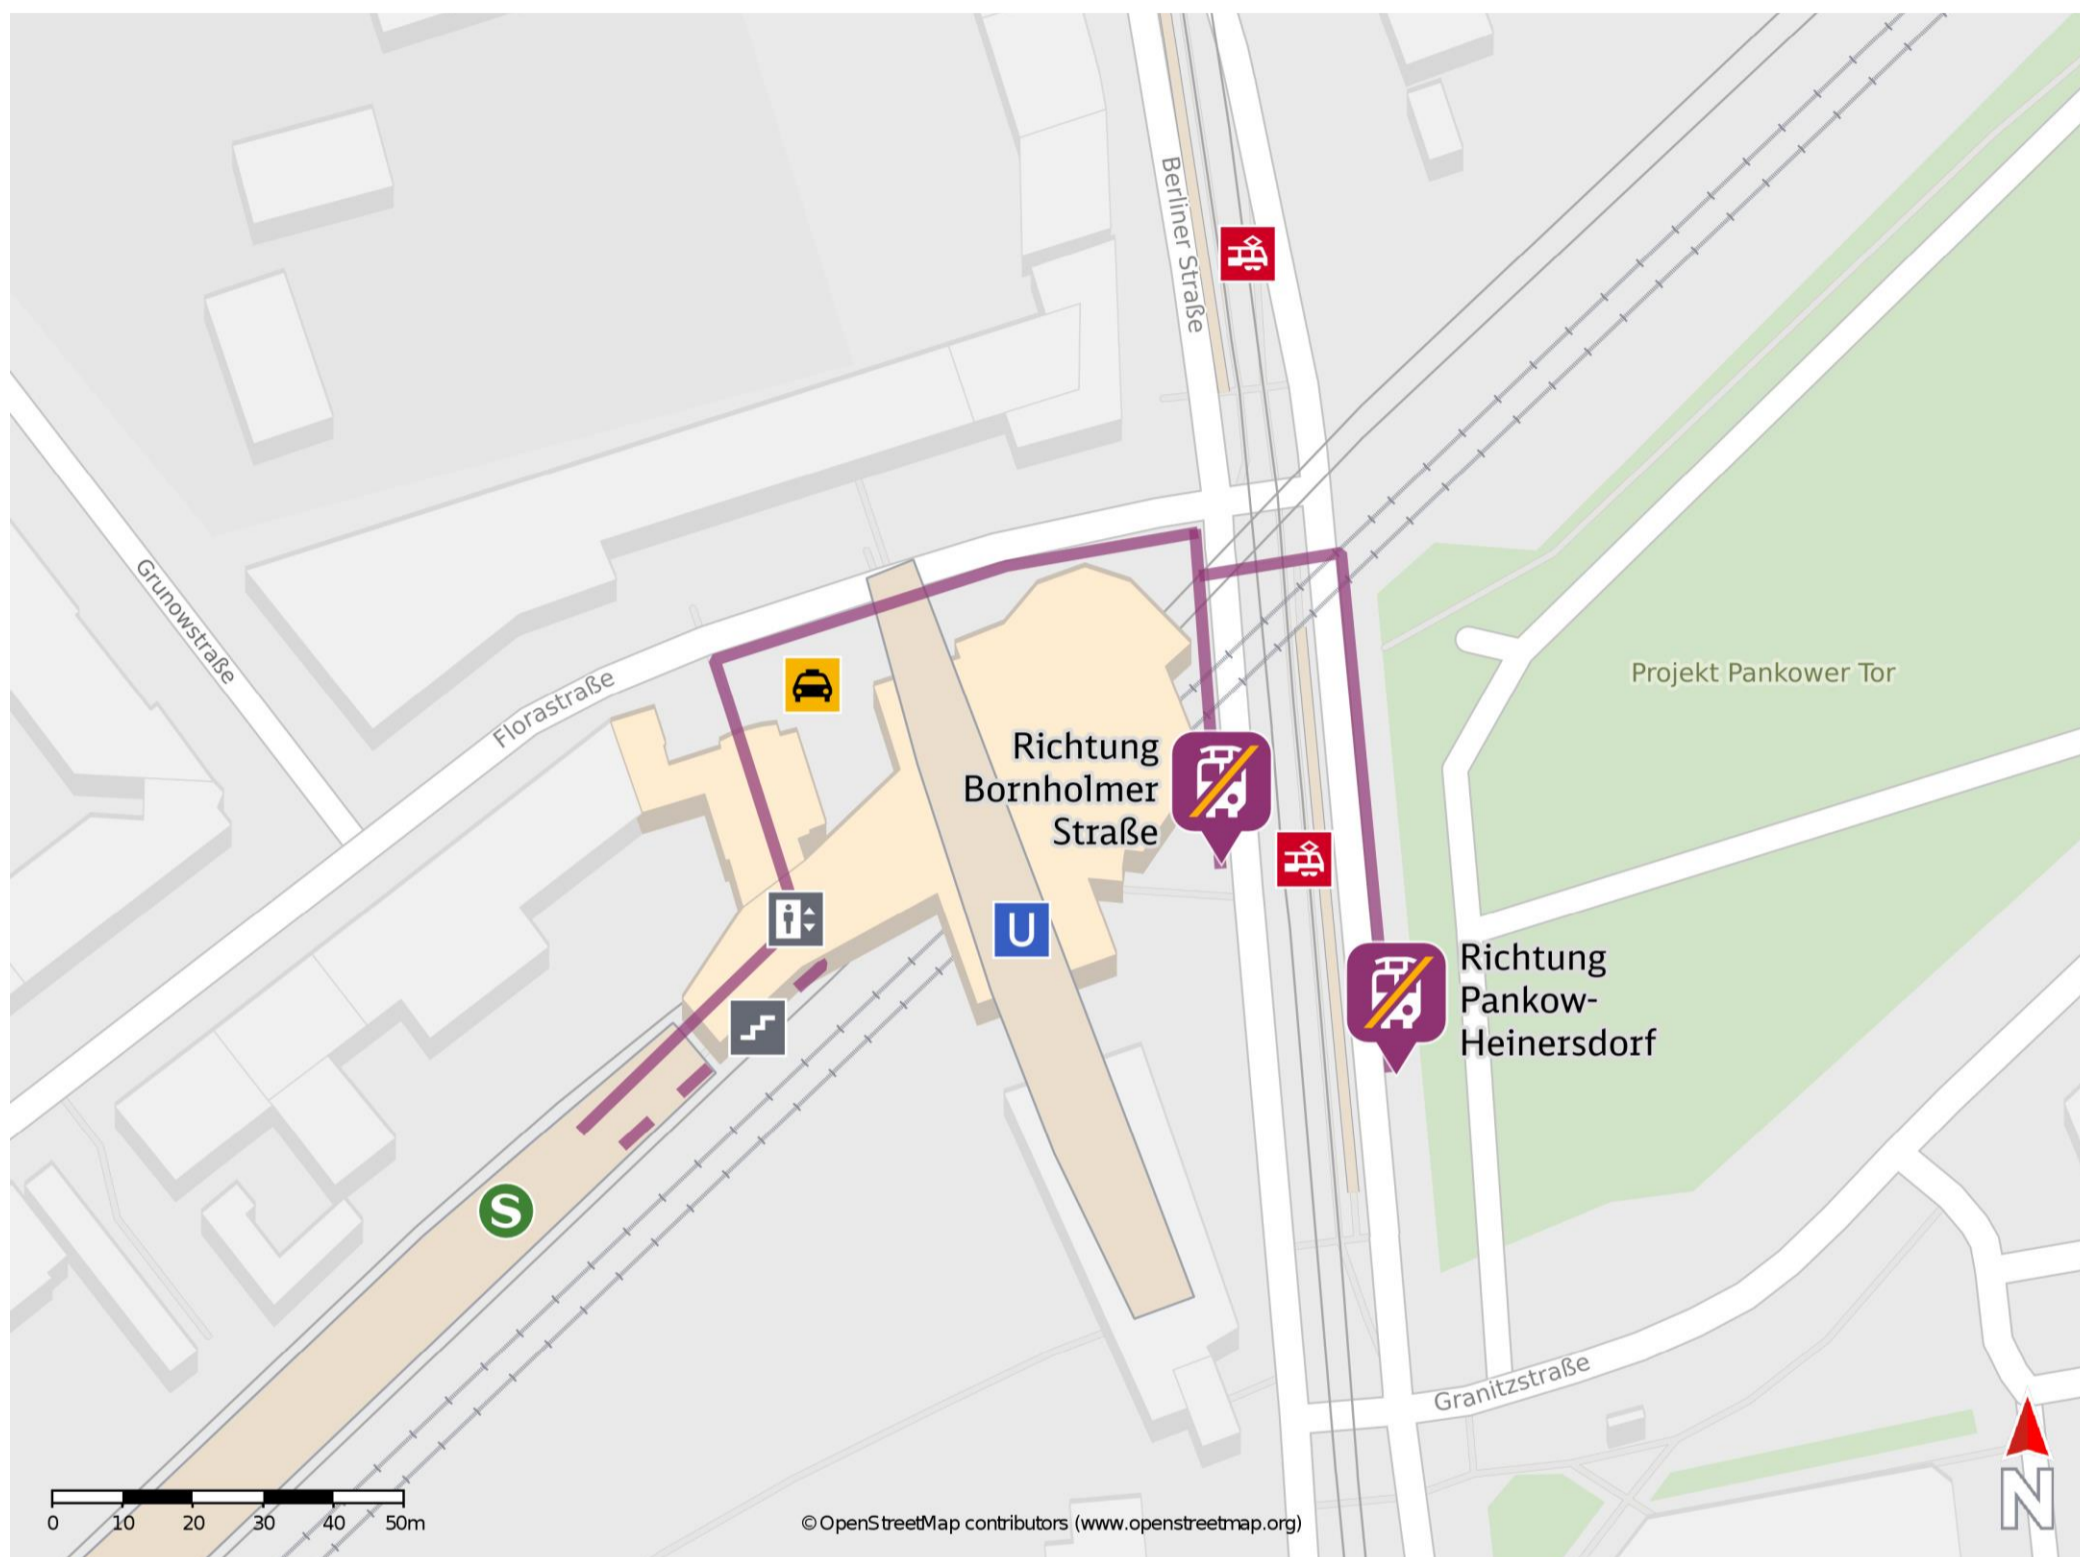 Berliner Straße
Grunowstraße
Florastraße
Projekt Pankower Tor
Richtung
Bornholmer
Straße
U
Richtung
Pankow-
Heinersdorf
S
Granitzstraße
N
0 10 20 30 40 50m
© OpenStreetMap contributors (www.openstreetmap.org)